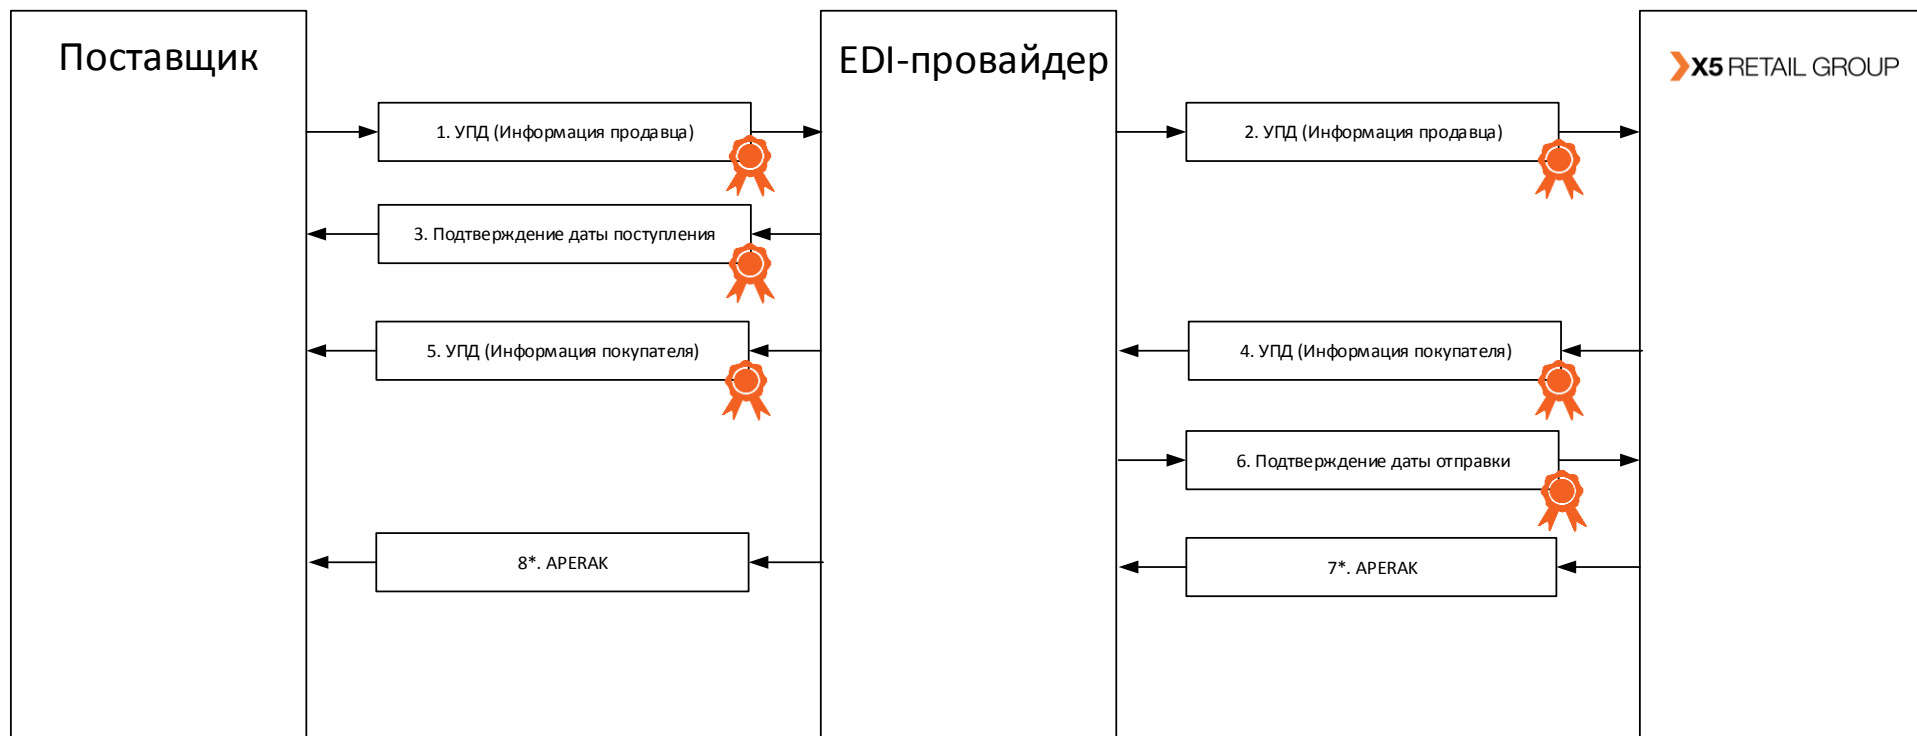 Поставщик
EDI-провайдер
X5 RETAIL GROUP
1. УПД (Информация продавца)
2. УПД (Информация продавца)
3. Подтверждение даты поступления
5. УПД (Информация покупателя)
4. УПД (Информация покупателя)
6. Подтверждение даты отправки
8*. APERAK
7*. APERAK